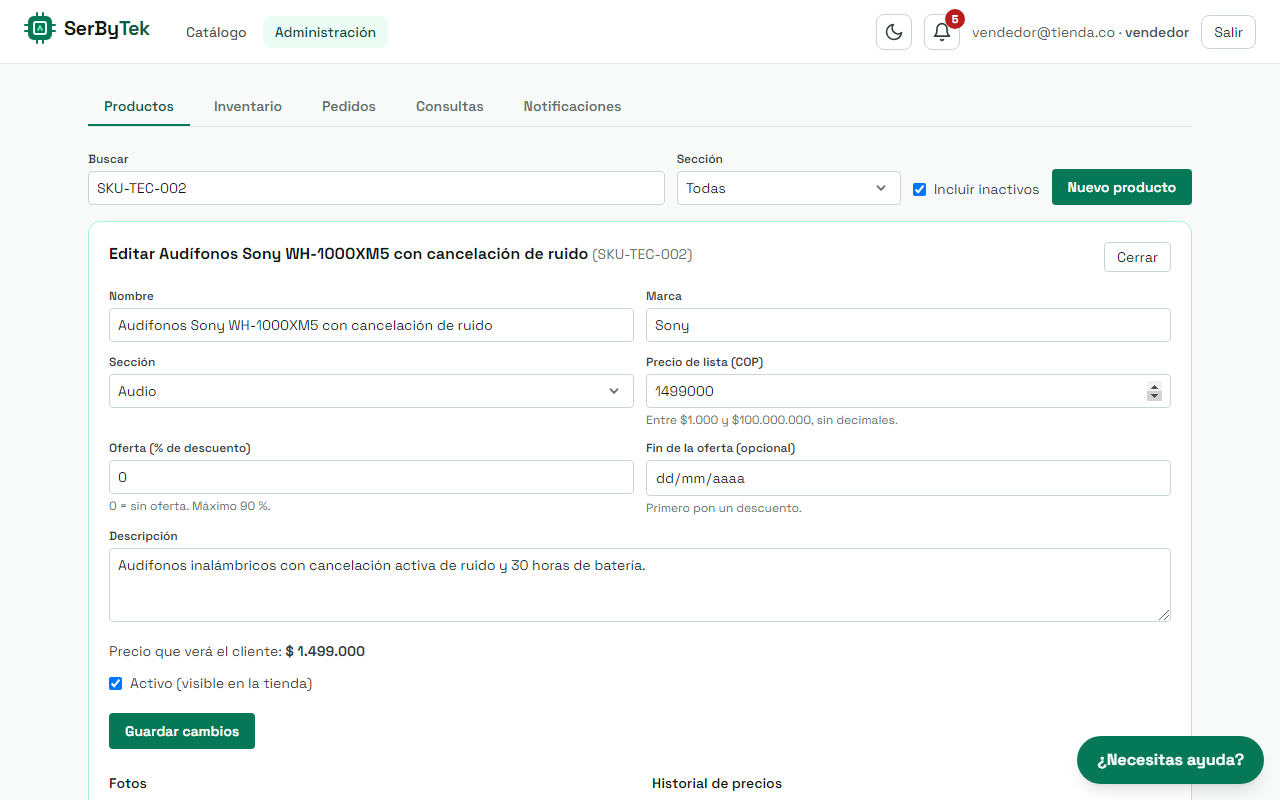 SerByTek
Catálogo
Administración
5
vendedor@tienda.co · vendedor
Salir
Productos
Inventario
Pedidos
Consultas
Notificaciones
Buscar
Sección
SKU-TEC-002
Todas
Incluir inactivos
Nuevo producto
Editar Audífonos Sony WH-1000XM5 con cancelación de ruido (SKU-TEC-002)
Cerrar
Nombre
Marca
Audífonos Sony WH-1000XM5 con cancelación de ruido
Sony
Sección
Precio de lista (COP)
Audio
1499000
Entre $1.000 y $100.000.000, sin decimales.
Oferta (% de descuento)
Fin de la oferta (opcional)
0
dd/mm/aaaa
0 = sin oferta. Máximo 90 %.
Primero pon un descuento.
Descripción
Audífonos inalámbricos con cancelación activa de ruido y 30 horas de batería.
Precio que verá el cliente: $ 1.499.000
Activo (visible en la tienda)
Guardar cambios
¿Necesitas ayuda?
Fotos
Historial de precios